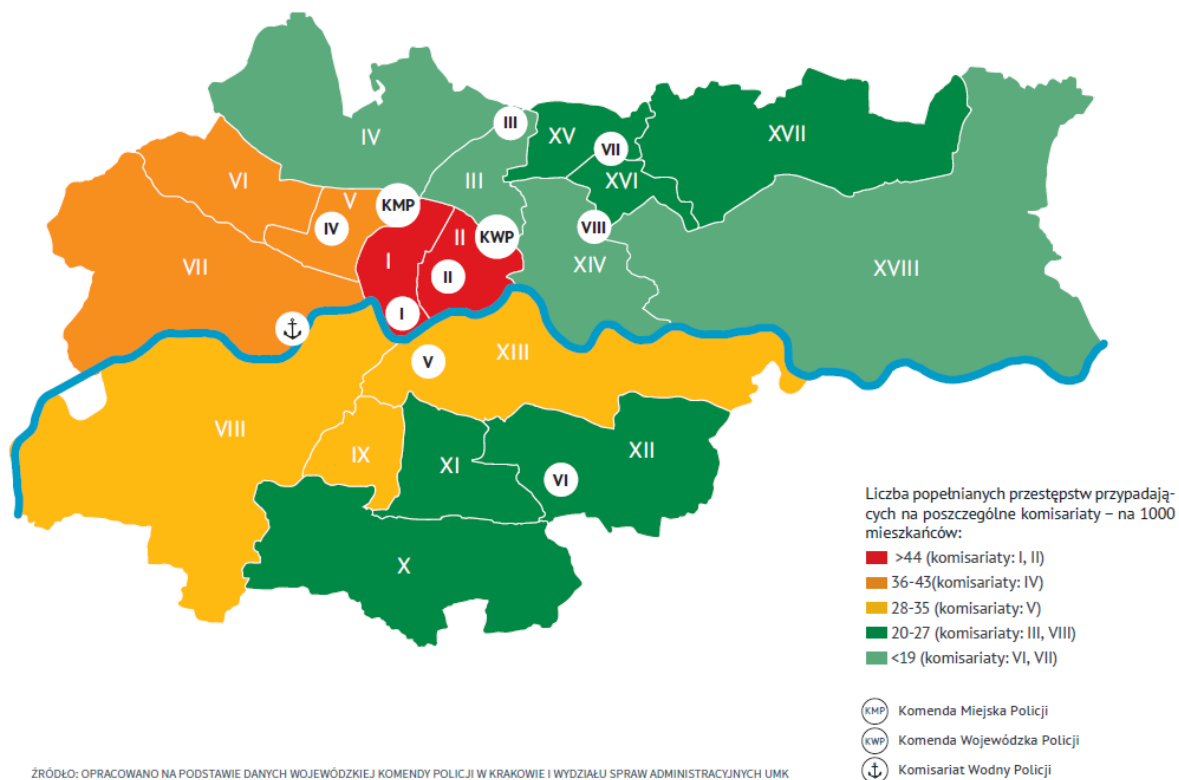 IV
III
XV
VII
XVII
VI
III
XVI
V
KMP
IV
II
KWP
VIII
VII
I
II
XIV
XVIII
I
V
XIII
VIII
IX
XI
XII
VI
X
Liczba popełnianych przestępstw przypadają-
cych na poszczególne komisariaty – na 1000
mieszkańców:
>44 (komisariaty: I, II)
36-43(komisariaty: IV)
28-35 (komisariaty: V)
20-27 (komisariaty: III, VIII)
<19 (komisariaty: VI, VII)
KMP Komenda Miejska Policji
KWP Komenda Wojewódzka Policji
Komisariat Wodny Policji
ŹRÓDŁO: OPRACOWANO NA PODSTAWIE DANYCH WOJEWÓDZKIEJ KOMENDY POLICJI W KRAKOWIE I WYDZIAŁU SPRAW ADMINISTRACYJNYCH UMK